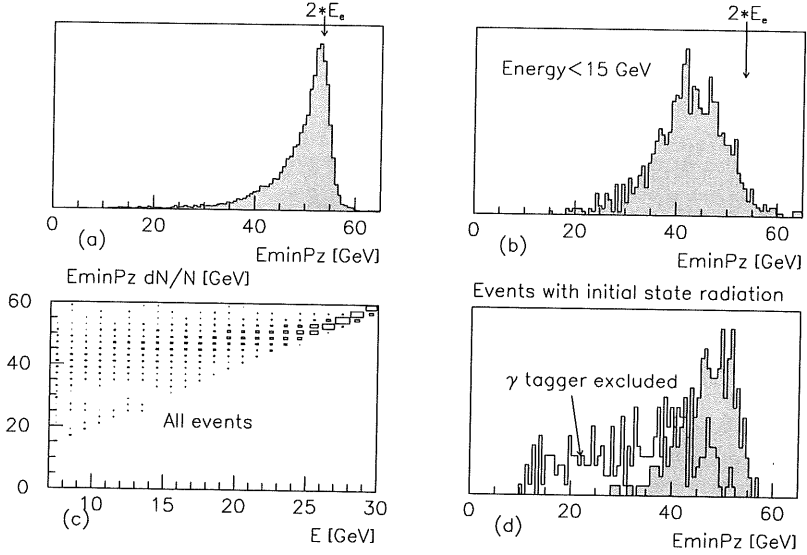 2*E_e
0 20 40 60
(a)
EminPz [GeV]
2*E_e
Energy<15 GeV
0 20 40 60
(b)
EminPz [GeV]
EminPz dN/N [GeV]
60
40
20
0
All events
10 15 20 25 30
(c)
E [GeV]
Events with initial state radiation
γ tagger excluded
0 20 40 60
(d)
EminPz [GeV]